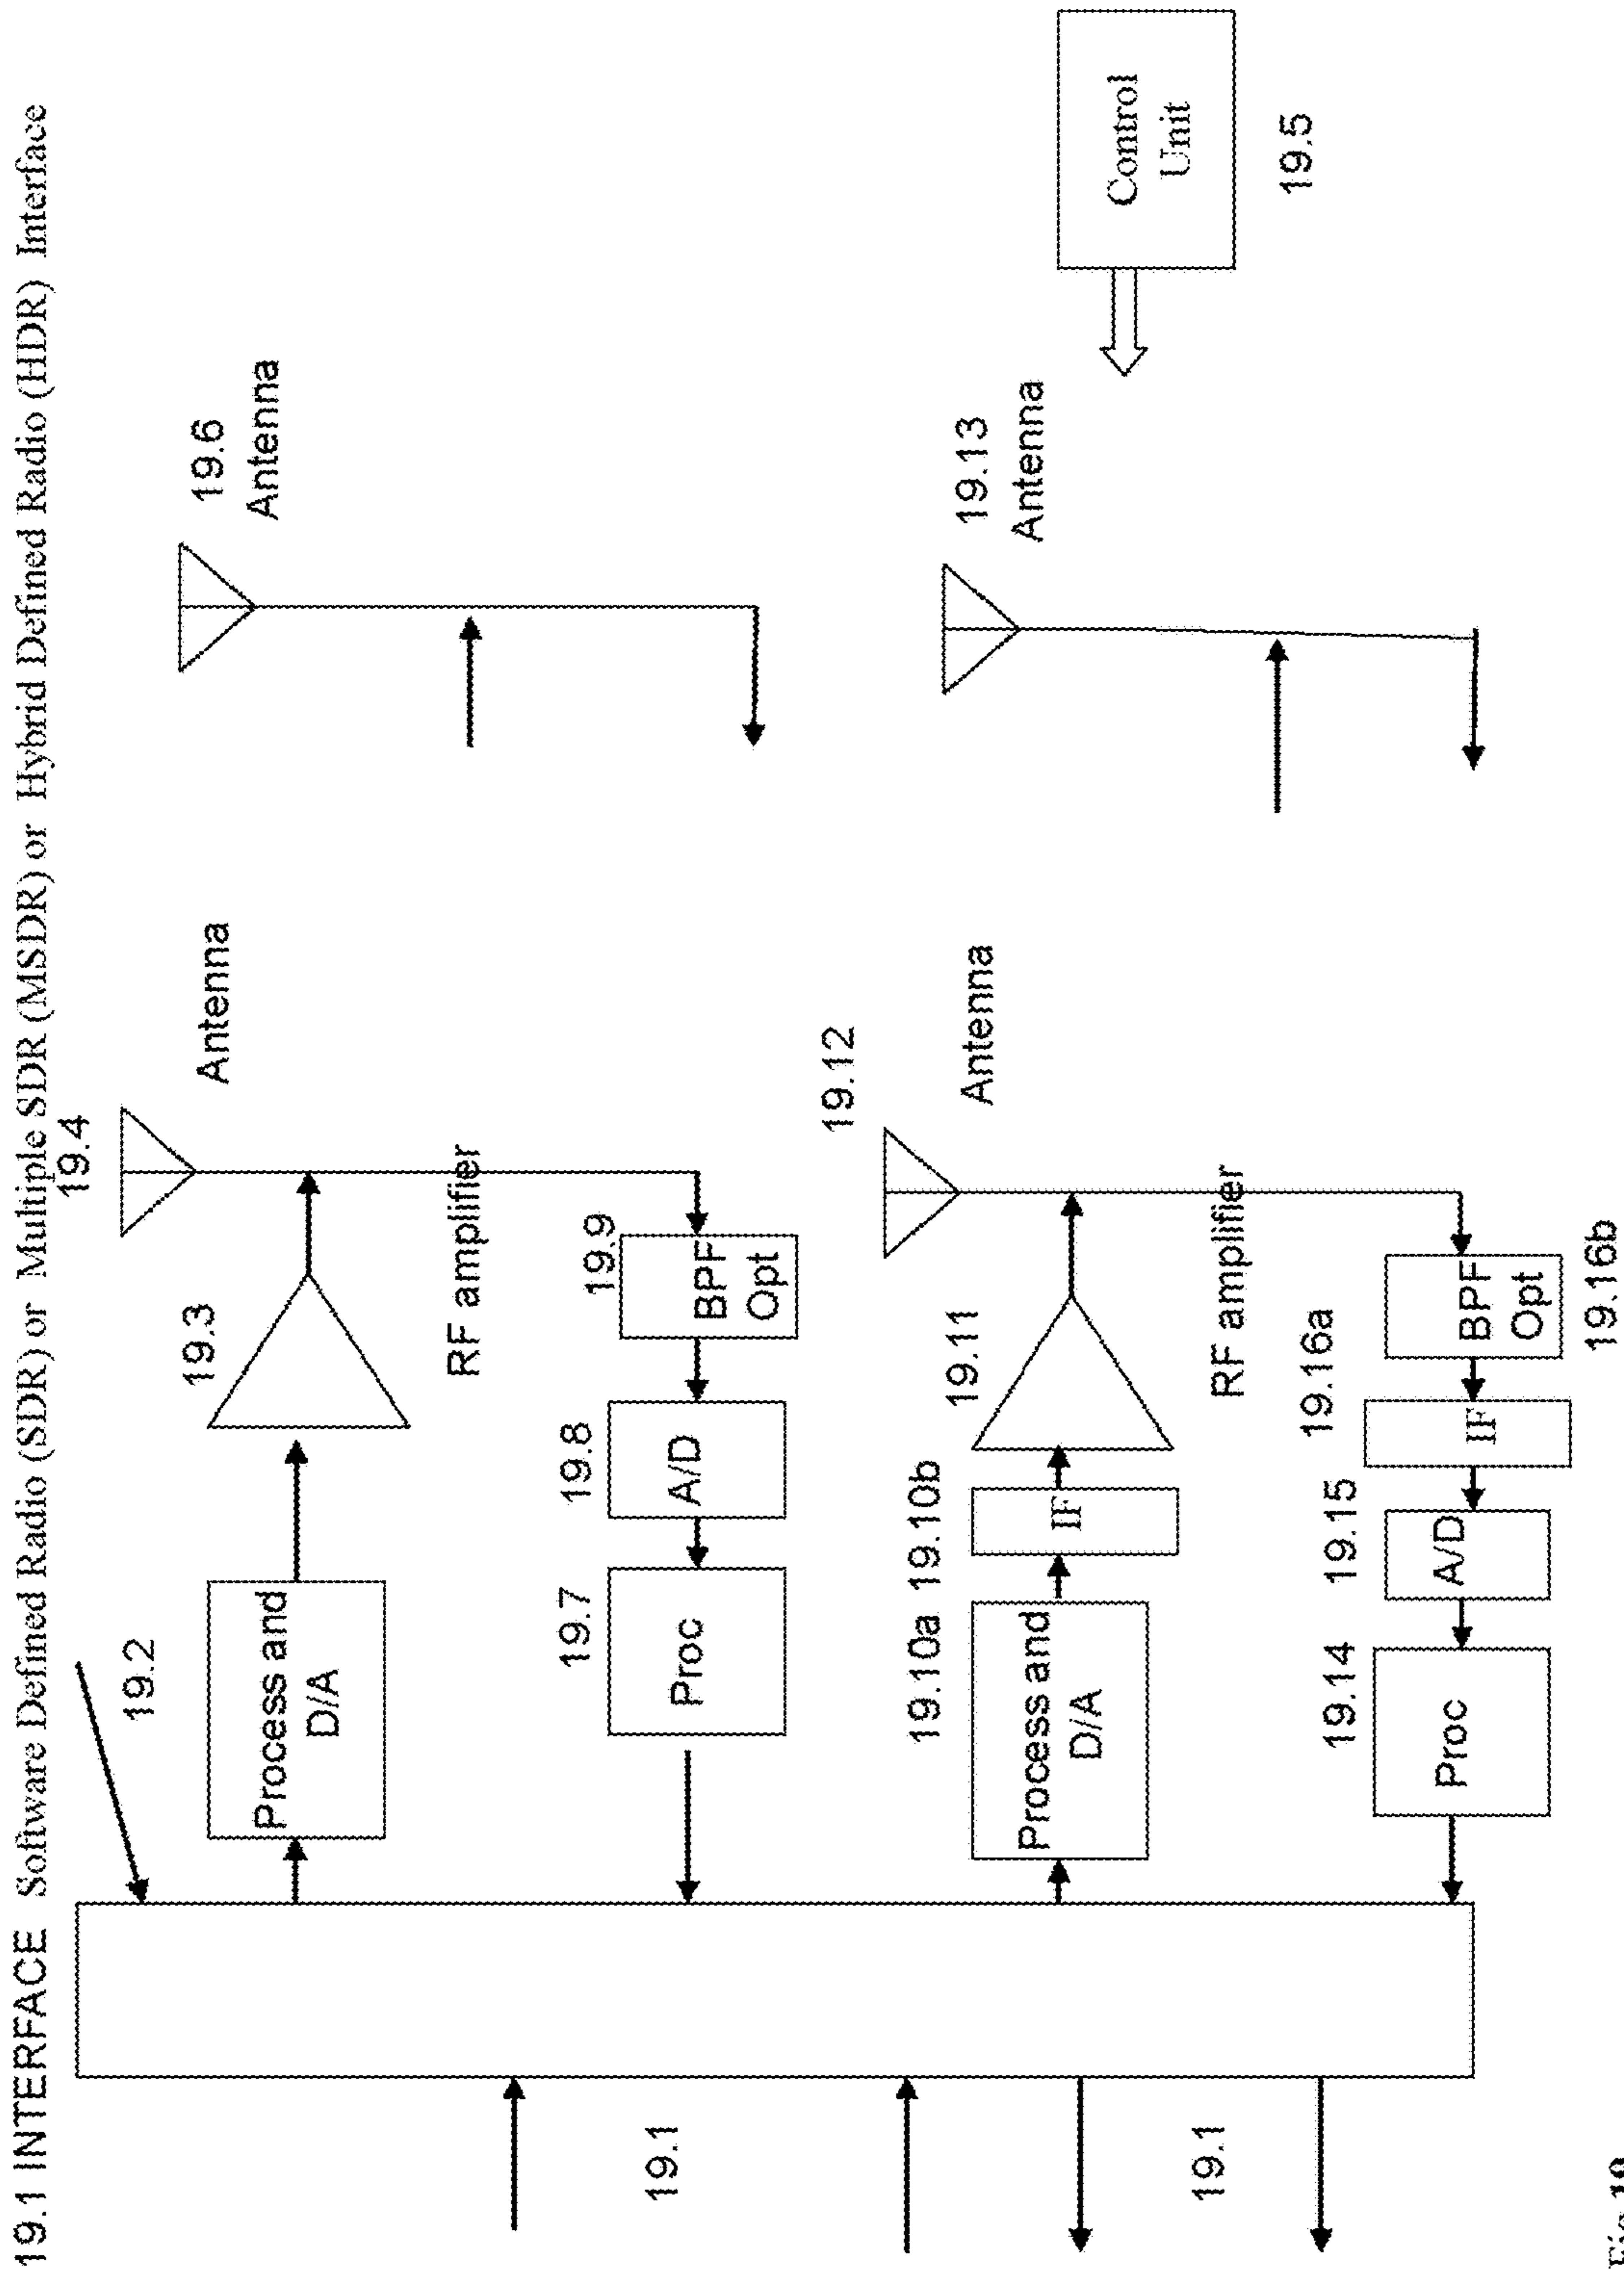 19.1 INTERFACE Software Defined Radio (SDR) or Multiple SDR (MSDR) or Hybrid Defined Radio (HDR) Interface
19.4
Antenna
19.6
Antenna
19.2
19.3
Process and
D/A
RF amplifier
19.7
19.8
19.9
Proc
A/D
BPF
Opt
19.1
19.12
Antenna
19.13
Antenna
19.10a
19.10b
19.11
Process and
D/A
IF
RF amplifier
Control
Unit
19.5
19.1
19.14
19.15
19.16a
Proc
A/D
IF
BPF
Opt
19.16b
Fig 19